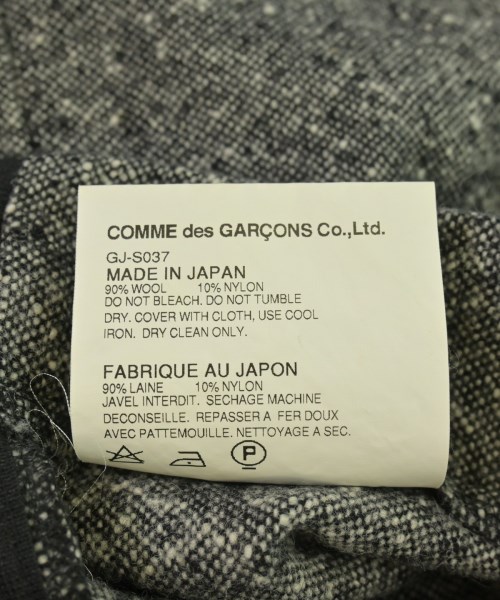 COMME des GARÇONS Co.,Ltd.
GJ-S037
MADE IN JAPAN
90% WOOL 10% NYLON
DO NOT BLEACH. DO NOT TUMBLE
DRY. COVER WITH CLOTH, USE COOL
IRON. DRY CLEAN ONLY.
FABRIQUE AU JAPON
90% LAINE 10% NYLON
JAVEL INTERDIT. SECHAGE MACHINE
DECONSEILLE. REPASSER A FER DOUX
AVEC PATTEMOUILLE. NETTOYAGE A SEC.
P